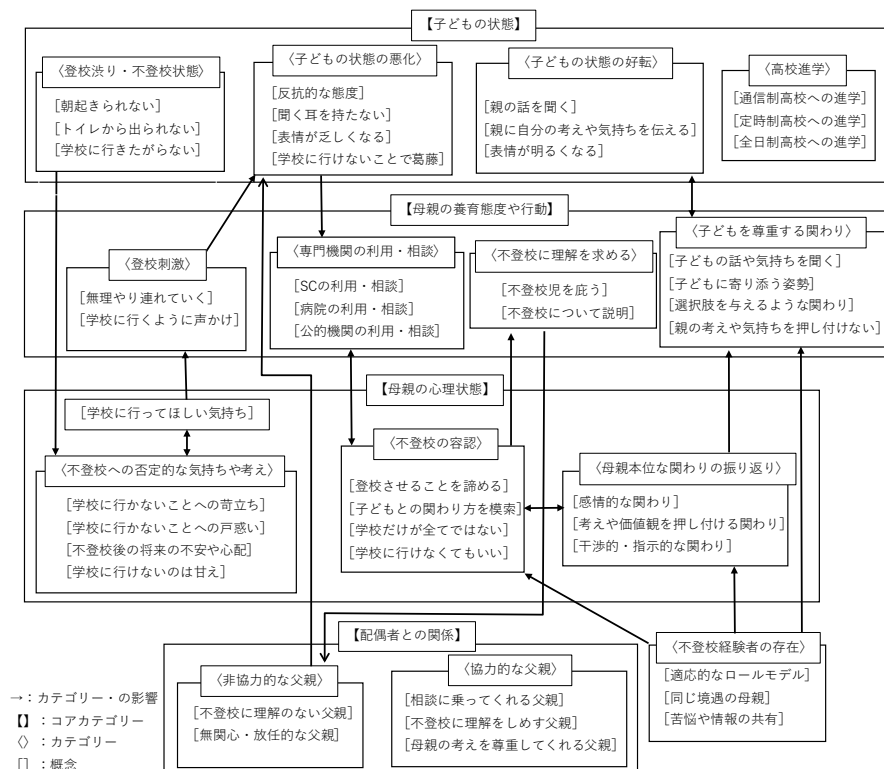 【子どもの状態】
〈登校渋り・不登校状態〉
[朝起きられない]
[トイレから出られない]
[学校に行きたがらない]
〈子どもの状態の悪化〉
[反抗的な態度]
[聞く耳を持たない]
[表情が乏しくなる]
[学校に行けないことで葛藤]
〈子どもの状態の好転〉
[親の話を聞く]
[親に自分の考えや気持ちを伝える]
[表情が明るくなる]
〈高校進学〉
[通信制高校への進学]
[定時制高校への進学]
[全日制高校への進学]
【母親の養育態度や行動】
〈登校刺激〉
[無理やり連れていく]
[学校に行くように声かけ]
〈専門機関の利用・相談〉
[SCの利用・相談]
[病院の利用・相談]
[公的機関の利用・相談]
〈不登校に理解を求める〉
[不登校児を庇う]
[不登校について説明]
〈子どもを尊重する関わり〉
[子どもの話や気持ちを聞く]
[子どもに寄り添う姿勢]
[選択肢を与えるような関わり]
[親の考えや気持ちを押し付けない]
【母親の心理状態】
[学校に行ってほしい気持ち]
〈不登校への否定的な気持ちや考え〉
[学校に行かないことへの苛立ち]
[学校に行かないことへの戸惑い]
[不登校後の将来の不安や心配]
[学校に行けないのは甘え]
〈不登校の容認〉
[登校させることを諦める]
[子どもとの関わり方を模索]
[学校だけが全てではない]
[学校に行けなくてもいい]
〈母親本位な関わりの振り返り〉
[感情的な関わり]
[考えや価値観を押し付ける関わり]
[干渉的・指示的な関わり]
【配偶者との関係】
〈非協力的な父親〉
[不登校に理解のない父親]
[無関心・放任的な父親]
〈協力的な父親〉
[相談に乗ってくれる父親]
[不登校に理解をしめす父親]
[母親の考えを尊重してくれる父親]
〈不登校経験者の存在〉
[適応的なロールモデル]
[同じ境遇の母親]
[苦悩や情報の共有]
→：カテゴリー・の影響
【】：コアカテゴリー
〈〉：カテゴリー
[]：概念